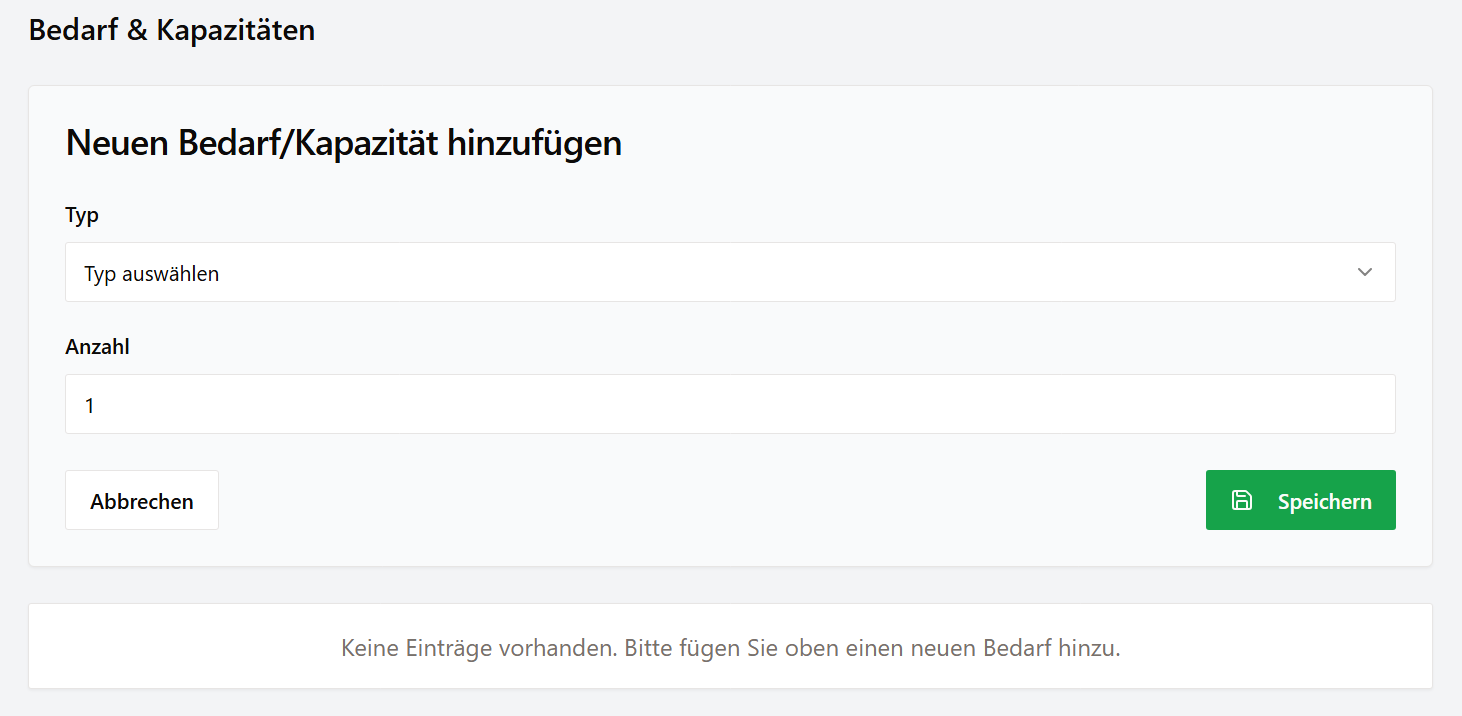 Bedarf & Kapazitäten
Neuen Bedarf/Kapazität hinzufügen
Typ
Typ auswählen
Anzahl
1
Abbrechen
Speichern
Keine Einträge vorhanden. Bitte fügen Sie oben einen neuen Bedarf hinzu.